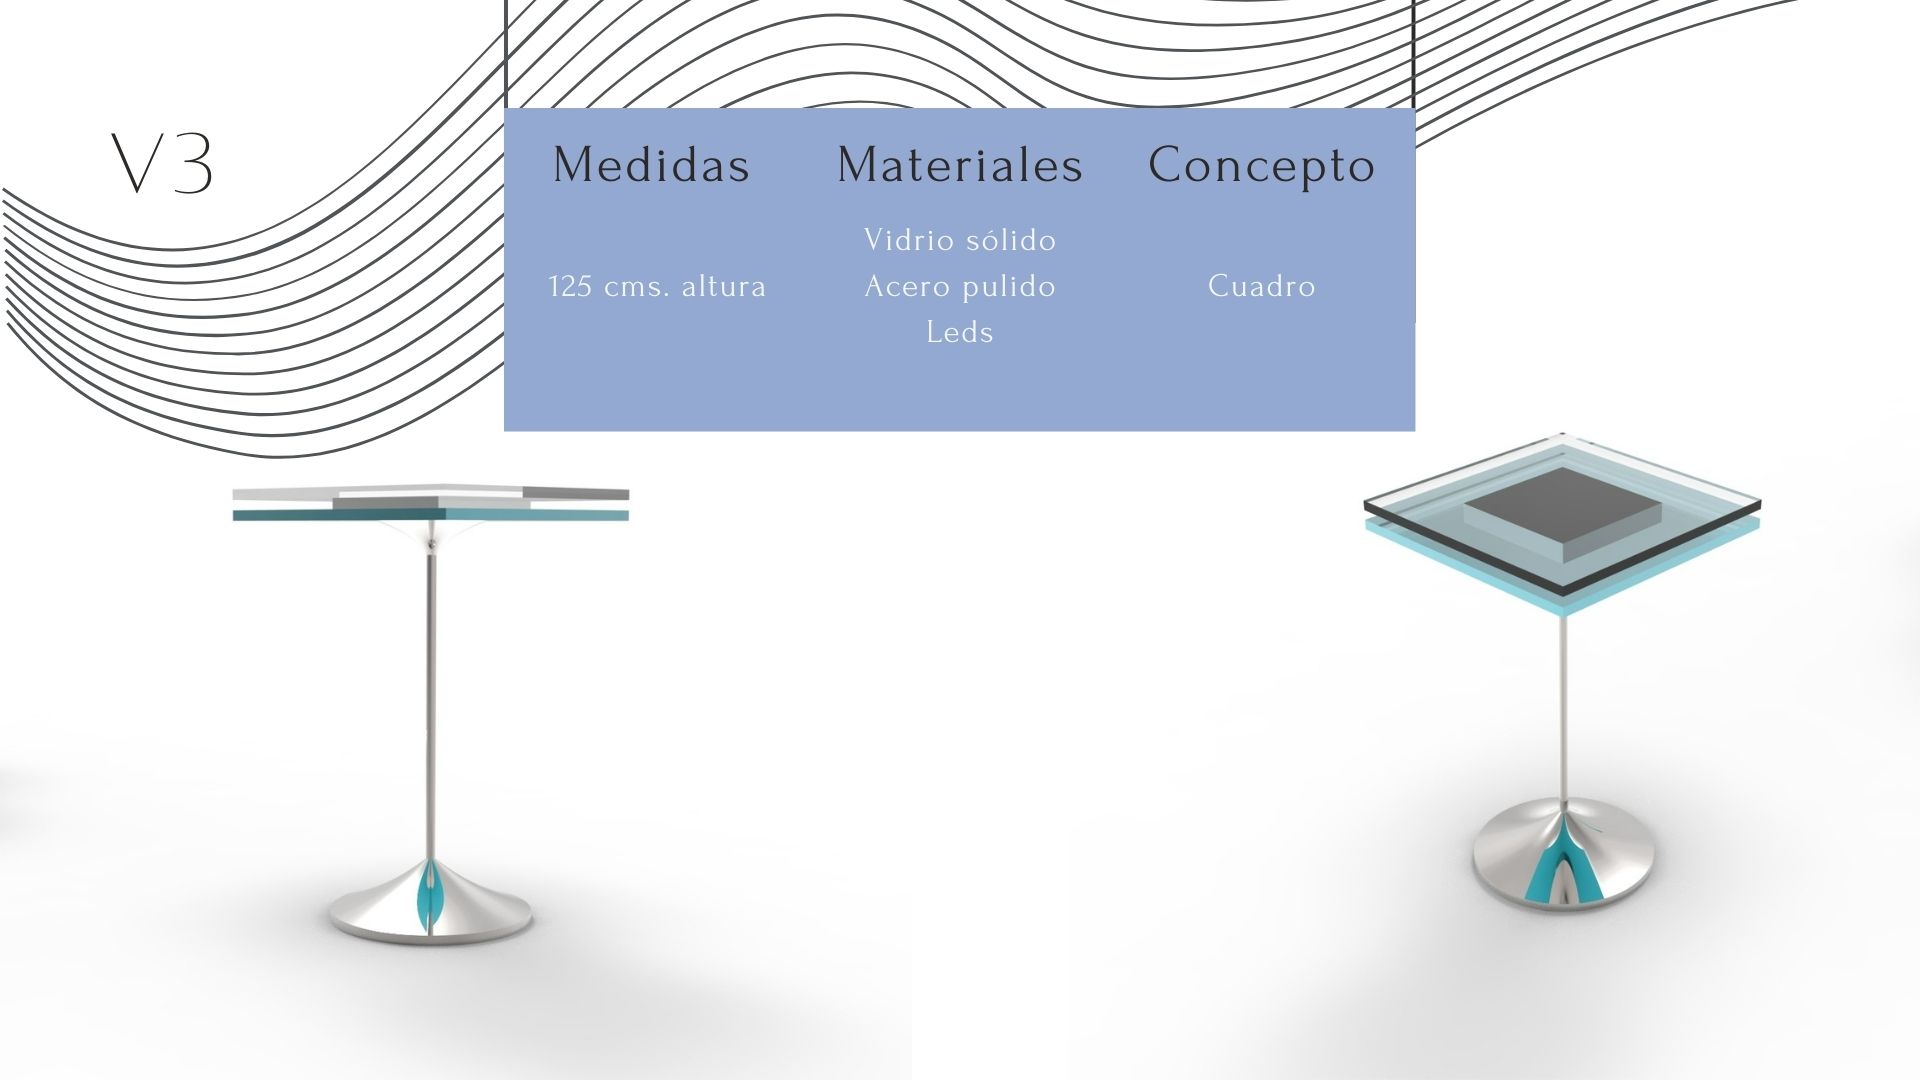 V3
Medidas
125 cms. altura
Materiales
Vidrio sólido
Acero pulido
Leds
Concepto
Cuadro